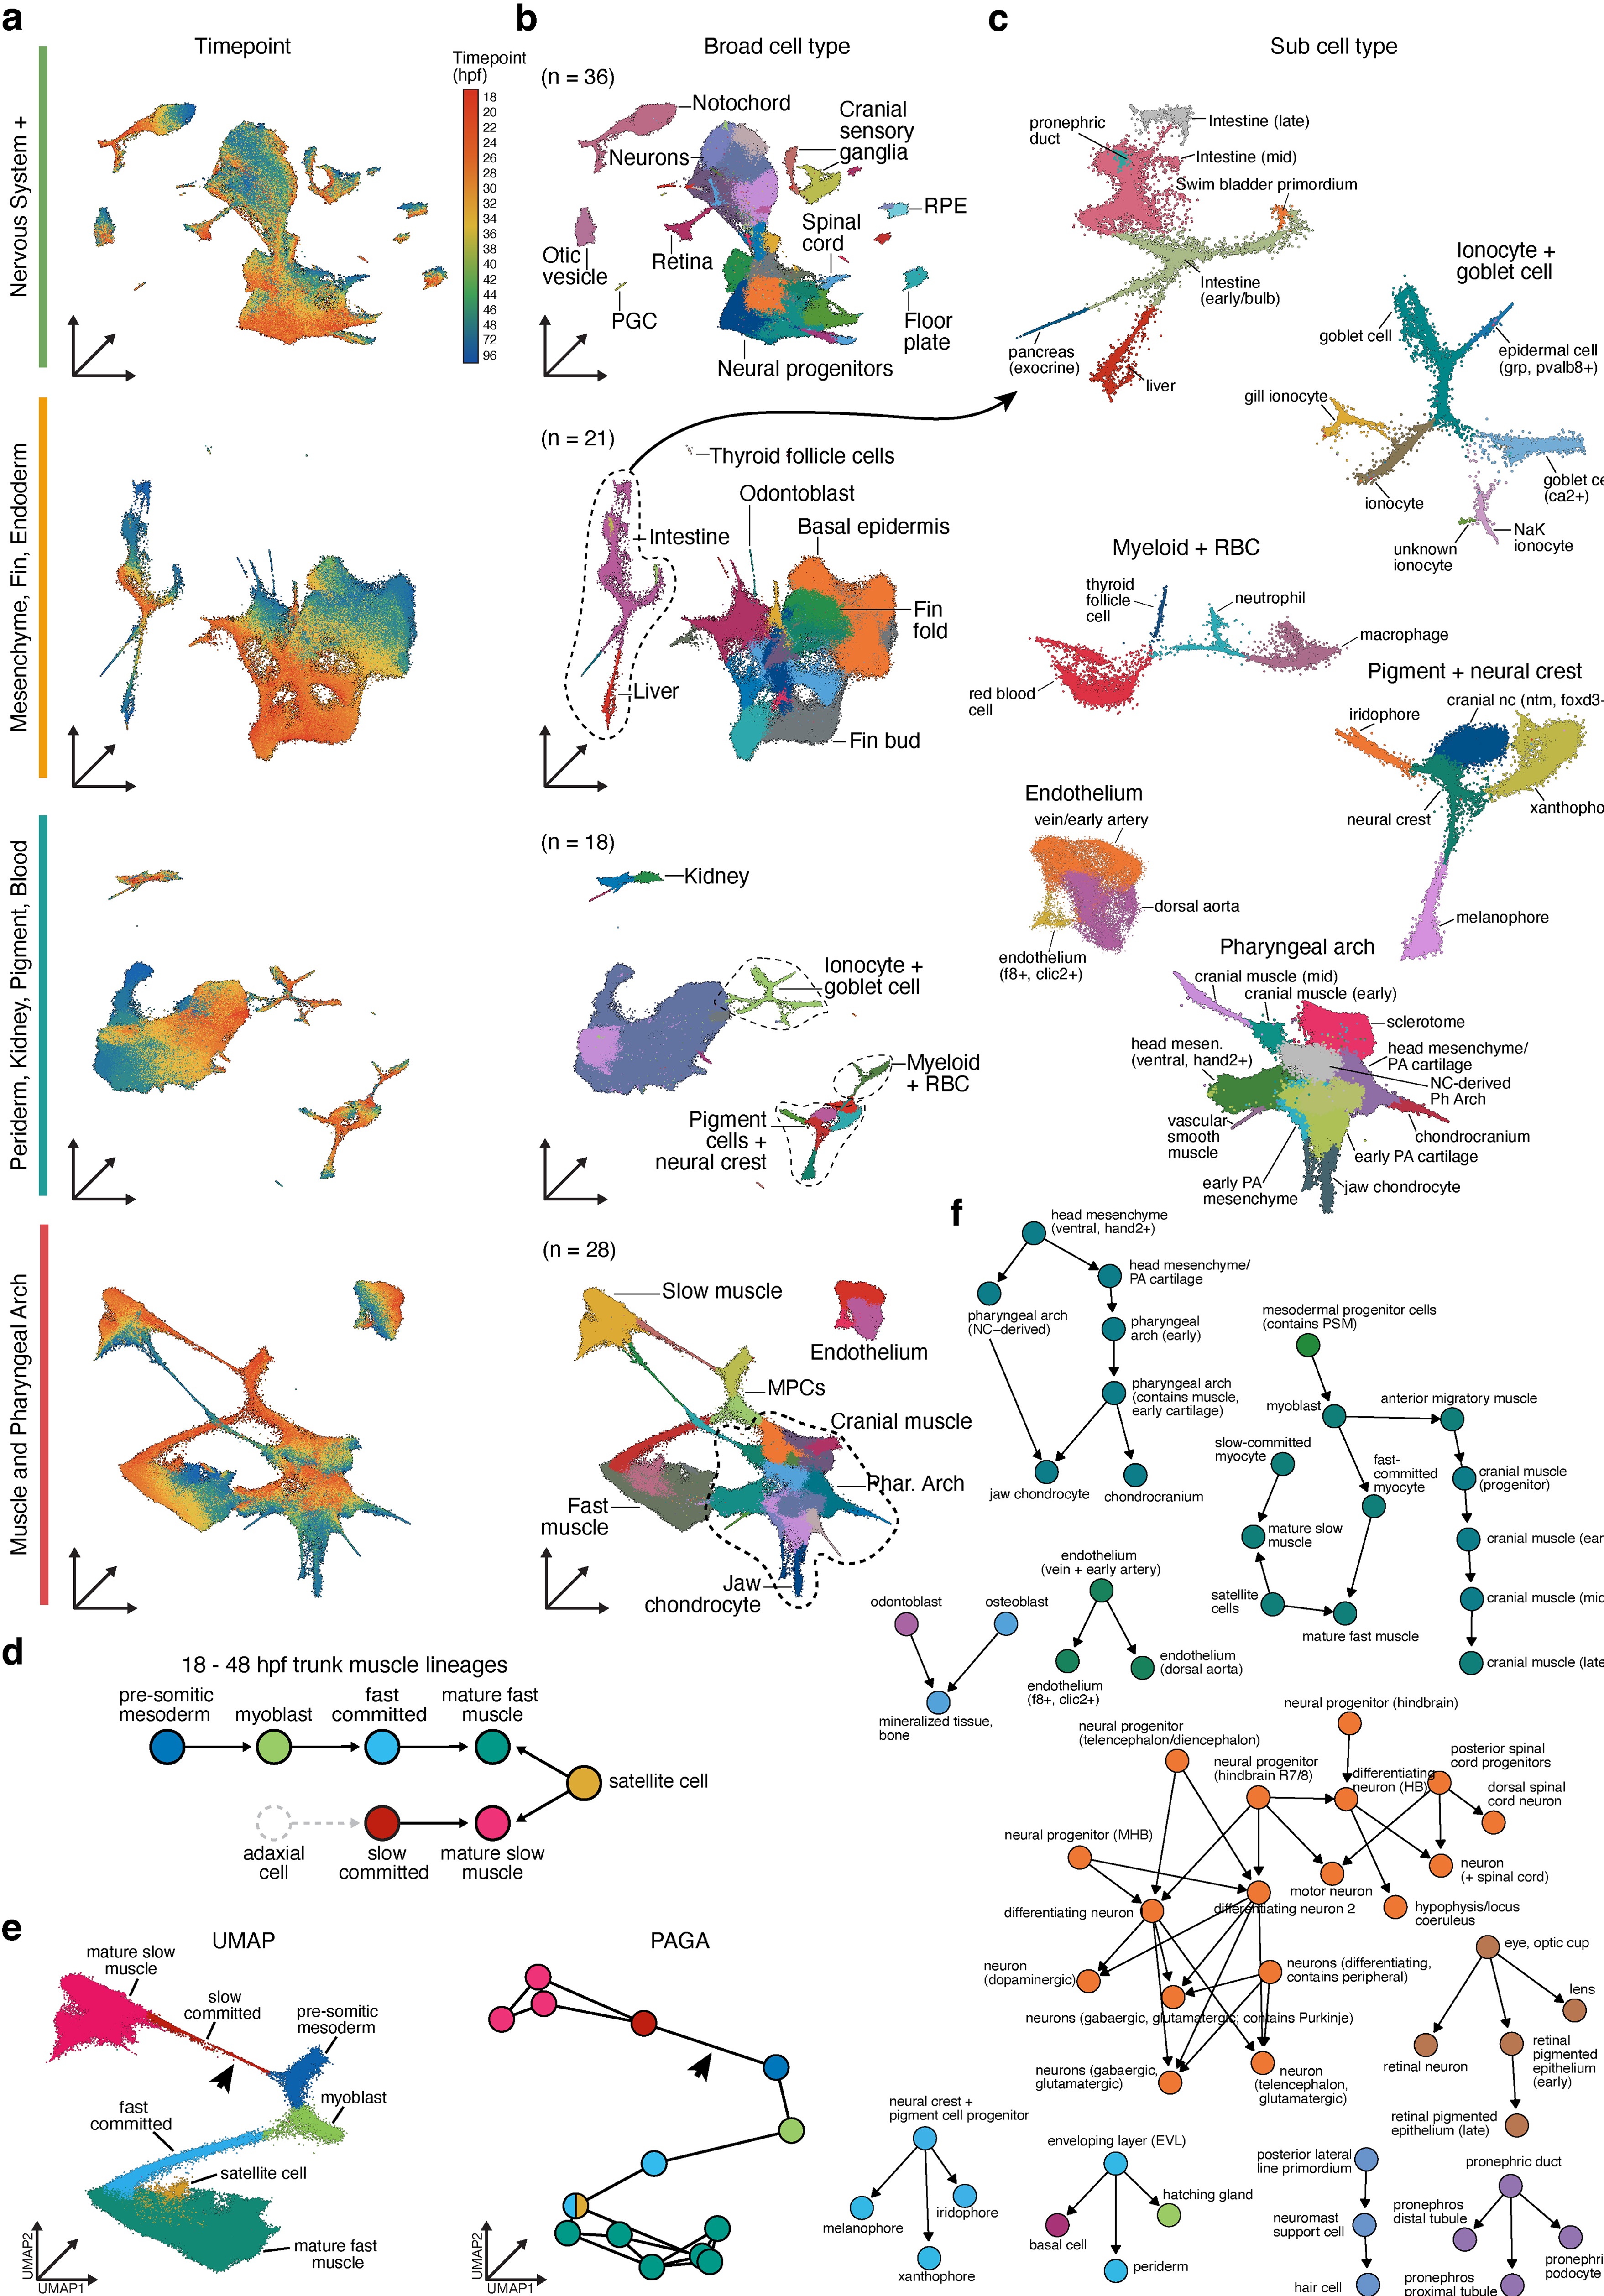 a
Timepoint
Nervous System +
Timepoint
(hpf)
18
20
22
24
26
28
30
32
34
36
38
40
42
44
46
48
72
96
Mesenchyme, Fin, Endoderm
Periderm, Kidney, Pigment, Blood
Muscle and Pharyngeal Arch
b
Broad cell type
(n = 36)
Notochord
Cranial
sensory
ganglia
Neurons
RPE
Spinal
cord
Otic
vesicle
Retina
PGC
Floor
plate
Neural progenitors
(n = 21)
Thyroid follicle cells
Odontoblast
Basal epidermis
Intestine
Fin
fold
Liver
Fin bud
(n = 18)
Kidney
Ionocyte +
goblet cell
Myeloid
+ RBC
Pigment
cells +
neural crest
(n = 28)
Slow muscle
Endothelium
MPCs
Cranial muscle
Phar. Arch
Fast
muscle
Jaw
chondrocyte
c
Sub cell type
pronephric
duct
Intestine (late)
Intestine (mid)
Swim bladder primordium
Intestine
(early/bulb)
pancreas
(exocrine)
liver
Ionocyte +
goblet cell
goblet cell
epidermal cell
(grp, pvalb8+)
gill ionocyte
ionocyte
goblet ce
(ca2+)
NaK
ionocyte
unknown
ionocyte
Myeloid + RBC
thyroid
follicle
cell
neutrophil
macrophage
red blood
cell
Pigment + neural crest
cranial nc (ntm, foxd3-
iridophore
neural crest
xanthopho
melanophore
Endothelium
vein/early artery
dorsal aorta
endothelium
(f8+, clic2+)
Pharyngeal arch
cranial muscle (mid)
cranial muscle (early)
sclerotome
head mesen.
(ventral, hand2+)
head mesenchyme/
PA cartilage
NC-derived
Ph Arch
vascular
smooth
muscle
chondrocranium
early PA cartilage
early PA
mesenchyme
jaw chondrocyte
d
18 - 48 hpf trunk muscle lineages
pre-somitic
mesoderm
myoblast
fast
committed
mature fast
muscle
satellite cell
adaxial
cell
slow
committed
mature slow
muscle
e
UMAP
mature slow
muscle
slow
committed
pre-somitic
mesoderm
myoblast
fast
committed
satellite cell
mature fast
muscle
UMAP2
UMAP1
PAGA
UMAP2
UMAP1
f
head mesenchyme
(ventral, hand2+)
head mesenchyme/
PA cartilage
pharyngeal arch
(NC–derived)
pharyngeal
arch (early)
pharyngeal arch
(contains muscle,
early cartilage)
jaw chondrocyte
chondrocranium
mesodermal progenitor cells
(contains PSM)
myoblast
anterior migratory muscle
slow-committed
myocyte
fast-
committed
myocyte
cranial muscle
(progenitor)
mature slow
muscle
cranial muscle (ear
satellite
cells
cranial muscle (mid
mature fast muscle
cranial muscle (late
endothelium
(vein + early artery)
endothelium
(f8+, clic2+)
endothelium
(dorsal aorta)
odontoblast
osteoblast
mineralized tissue,
bone
neural progenitor (hindbrain)
neural progenitor
(telencephalon/diencephalon)
neural progenitor
(hindbrain R7/8)
differentiating
neuron (HB)
posterior spinal
cord progenitors
dorsal spinal
cord neuron
neural progenitor (MHB)
motor neuron
neuron
(+ spinal cord)
differentiating neuron
differentiating neuron 2
hypophysis/locus
coeruleus
neuron
(dopaminergic)
neurons (differentiating,
contains peripheral)
neurons (gabaergic, glutamatergic; contains Purkinje)
neurons (gabaergic,
glutamatergic)
neuron
(telencephalon,
glutamatergic)
eye, optic cup
lens
retinal neuron
retinal
pigmented
epithelium
(early)
retinal pigmented
epithelium (late)
neural crest +
pigment cell progenitor
melanophore
iridophore
xanthophore
enveloping layer (EVL)
hatching gland
basal cell
periderm
posterior lateral
line primordium
neuromast
support cell
hair cell
pronephric duct
pronephros
distal tubule
pronephri
podocyte
pronephros
proximal tubule